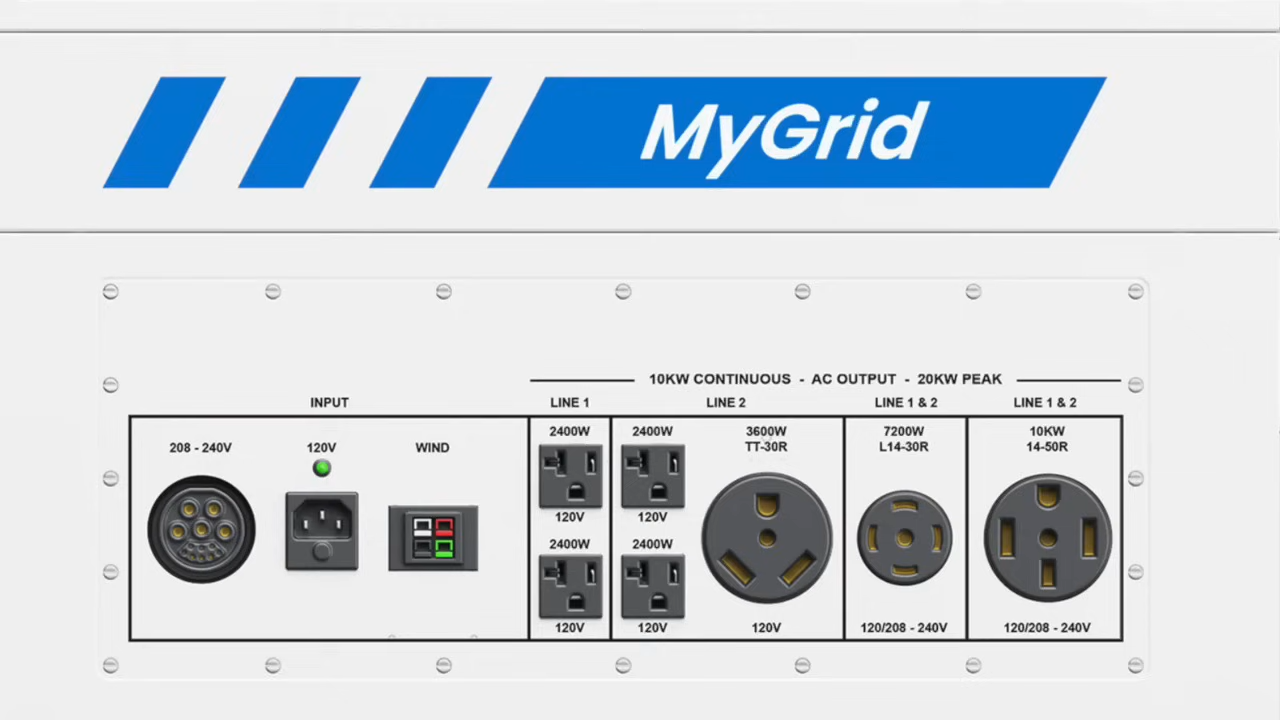 MyGrid
10KW CONTINUOUS - AC OUTPUT - 20KW PEAK
INPUT
LINE 1
LINE 2
LINE 1 & 2
LINE 1 & 2
208 - 240V
120V
WIND
2400W
120V
2400W
120V
2400W
120V
2400W
120V
3600W
TT-30R
120V
7200W
L14-30R
120/208 - 240V
10KW
14-50R
120/208 - 240V